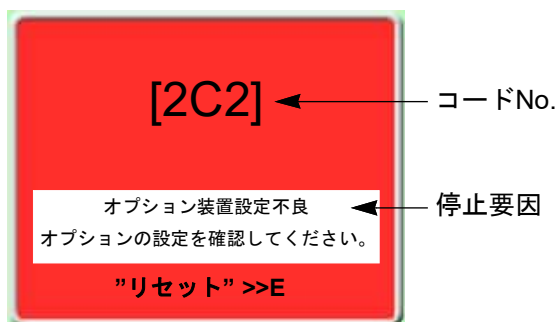 [2C2]
コードNo.
オプション装置設定不良
停止要因
オプションの設定を確認してください。
”リセット” >>E